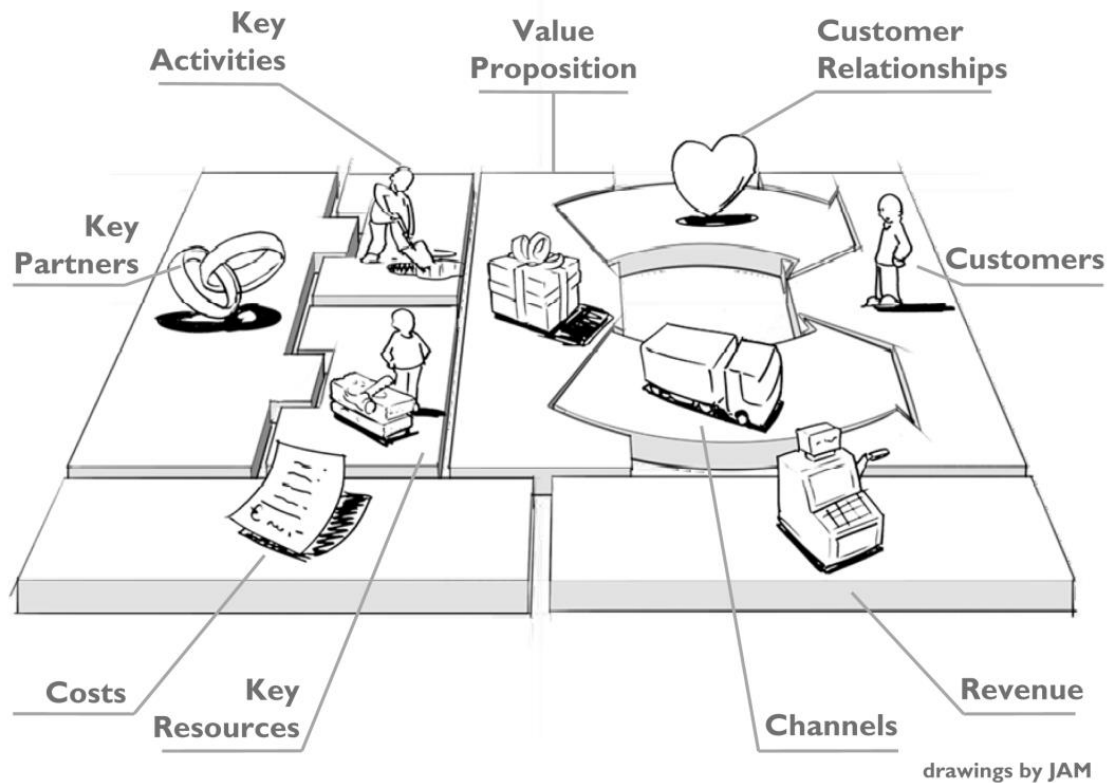 Key
Activities
Value
Proposition
Customer
Relationships
Key
Partners
Customers
Costs
Key
Resources
Channels
Revenue
drawings by JAM